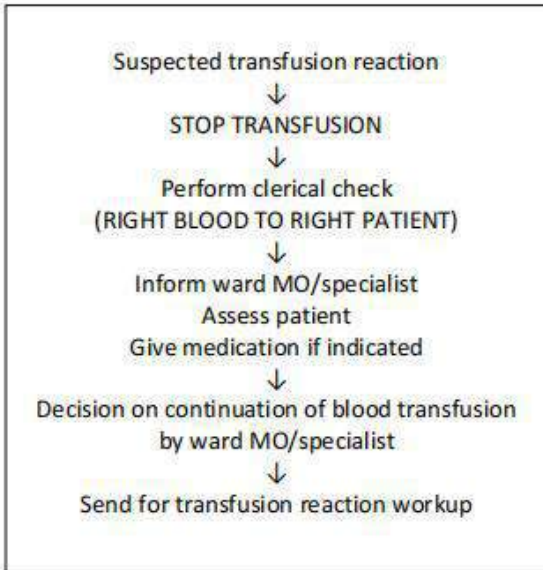 Suspected transfusion reaction
↓
STOP TRANSFUSION
↓
Perform clerical check
(RIGHT BLOOD TO RIGHT PATIENT)
↓
Inform ward MO/specialist
Assess patient
Give medication if indicated
↓
Decision on continuation of blood transfusion
by ward MO/specialist
↓
Send for transfusion reaction workup